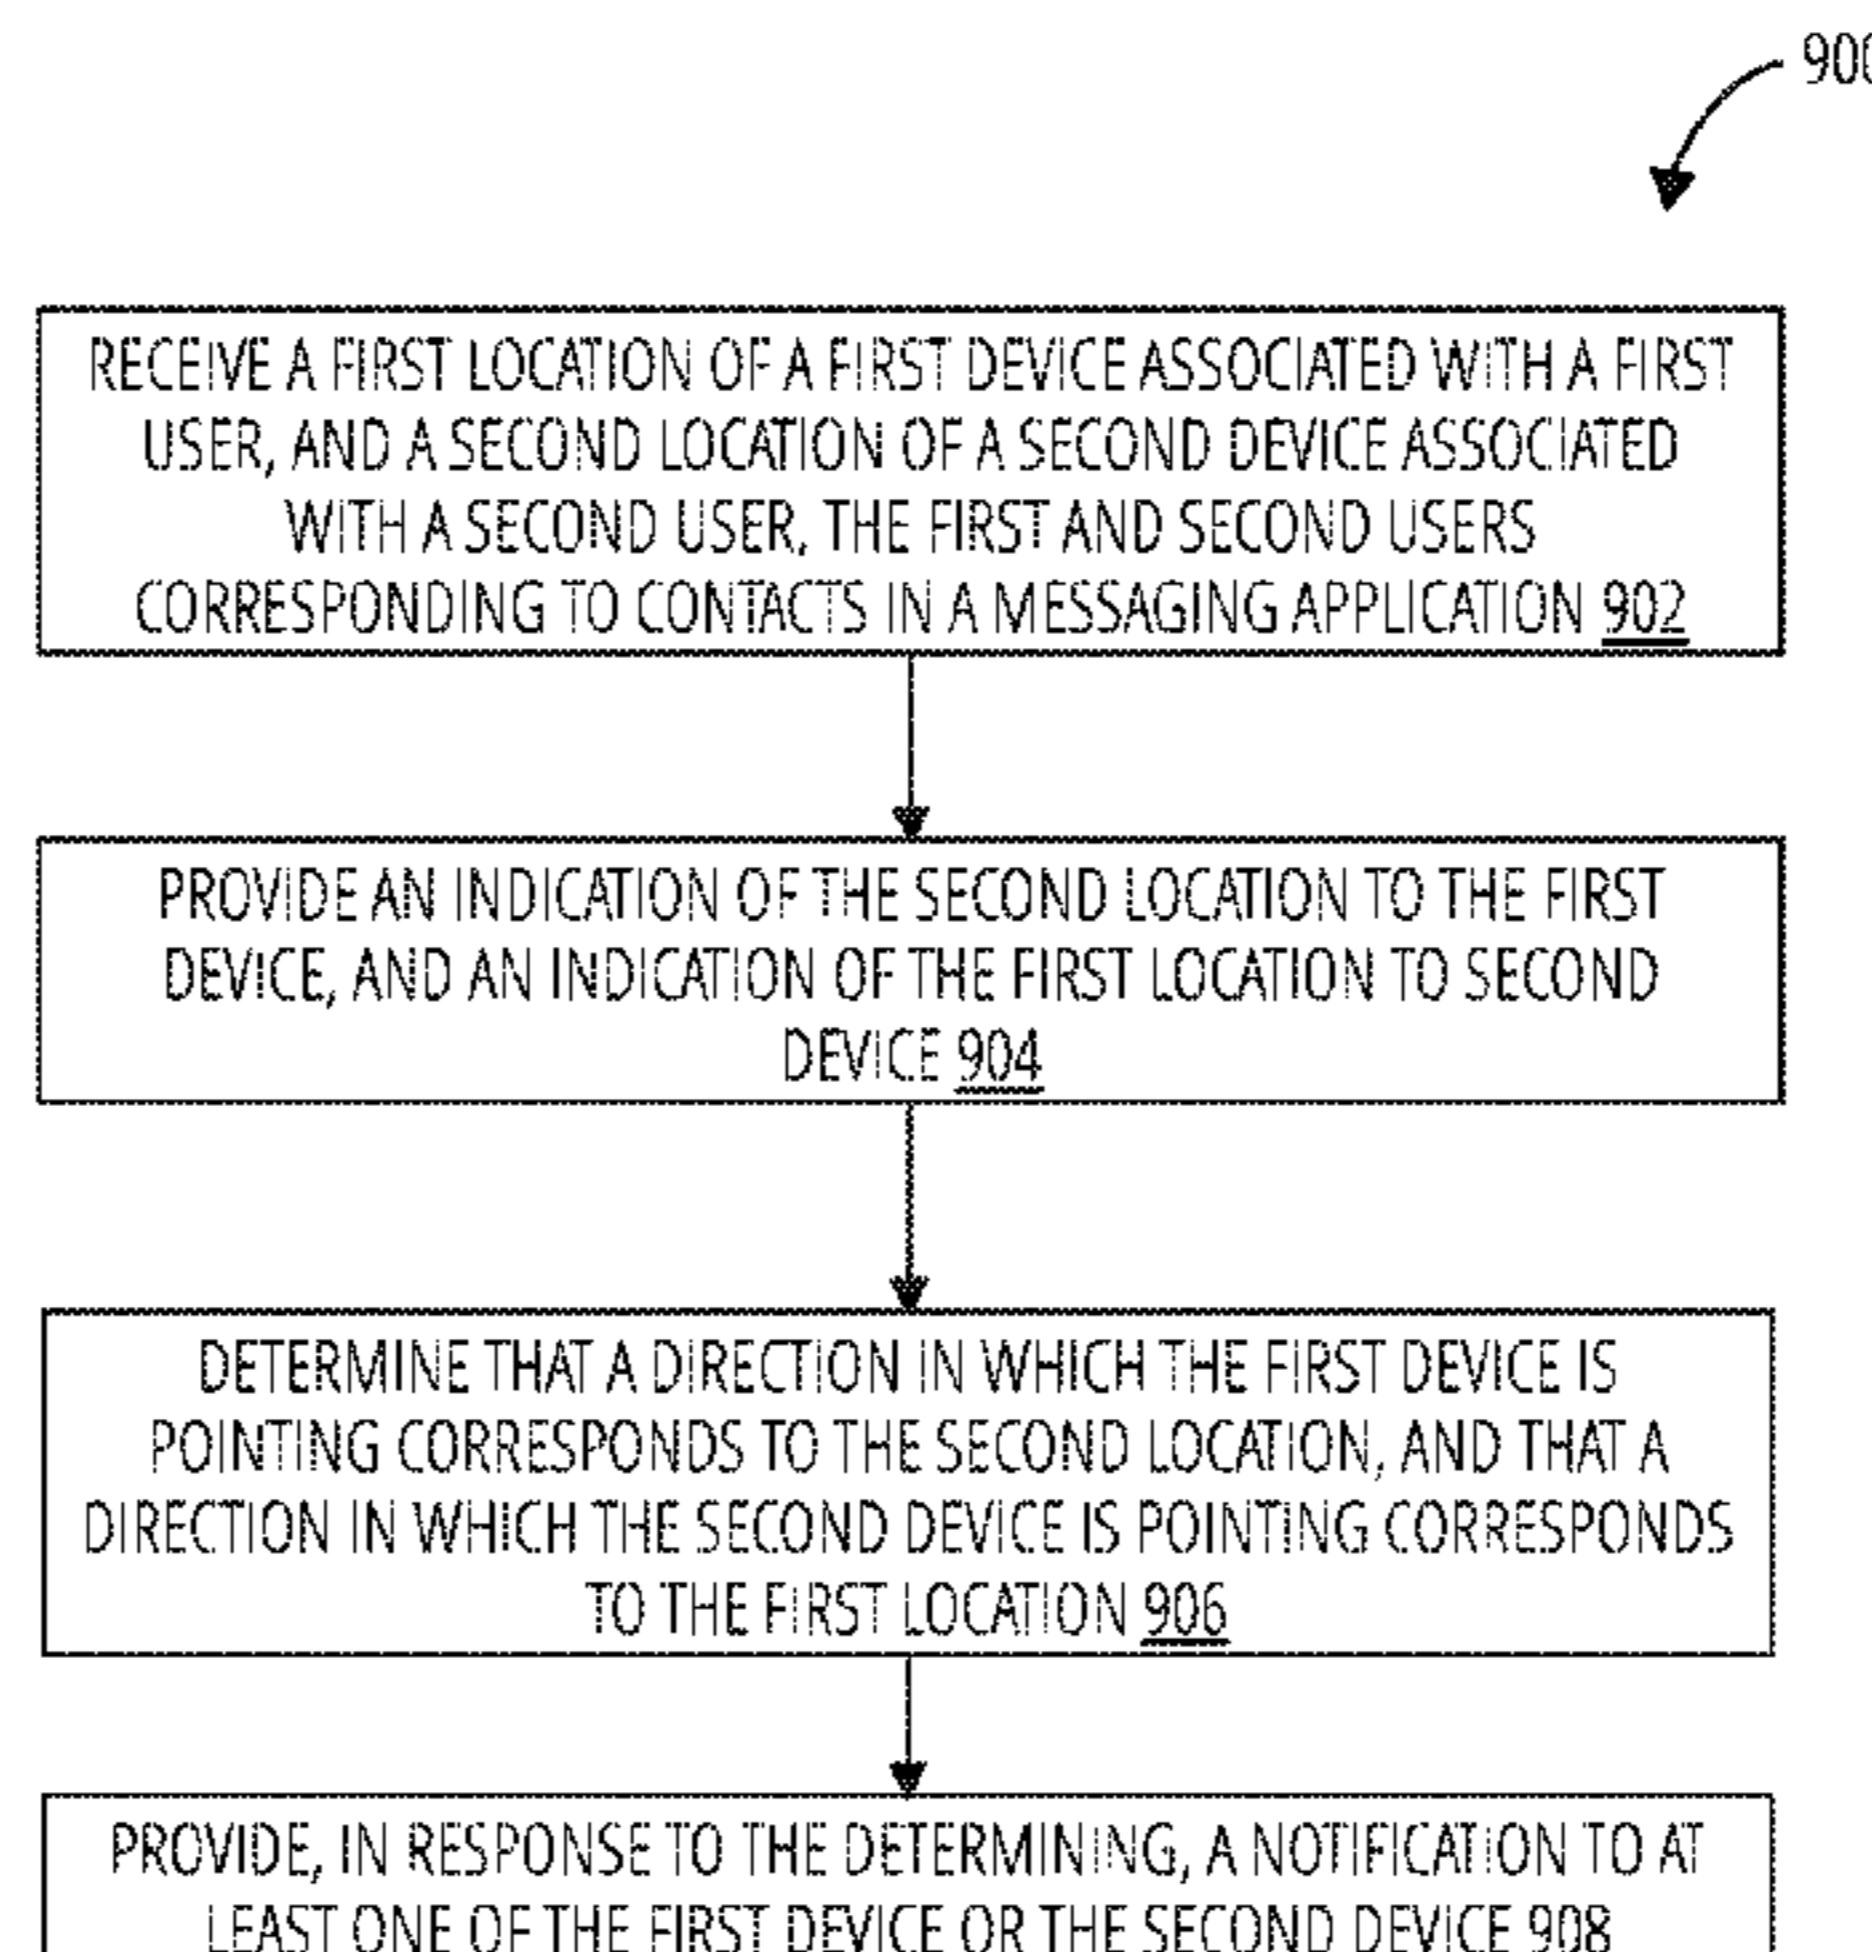 900
RECEIVE A FIRST LOCATION OF A FIRST DEVICE ASSOCIATED WITH A FIRST
USER, AND A SECOND LOCATION OF A SECOND DEVICE ASSOCIATED
WITH A SECOND USER, THE FIRST AND SECOND USERS
CORRESPONDING TO CONTACTS IN A MESSAGING APPLICATION 902
PROVIDE AN INDICATION OF THE SECOND LOCATION TO THE FIRST
DEVICE, AND AN INDICATION OF THE FIRST LOCATION TO SECOND
DEVICE 904
DETERMINE THAT A DIRECTION IN WHICH THE FIRST DEVICE IS
POINTING CORRESPONDS TO THE SECOND LOCATION, AND THAT A
DIRECTION IN WHICH THE SECOND DEVICE IS POINTING CORRESPONDS
TO THE FIRST LOCATION 906
PROVIDE, IN RESPONSE TO THE DETERMINING, A NOTIFICATION TO AT
LEAST ONE OF THE FIRST DEVICE OR THE SECOND DEVICE 908